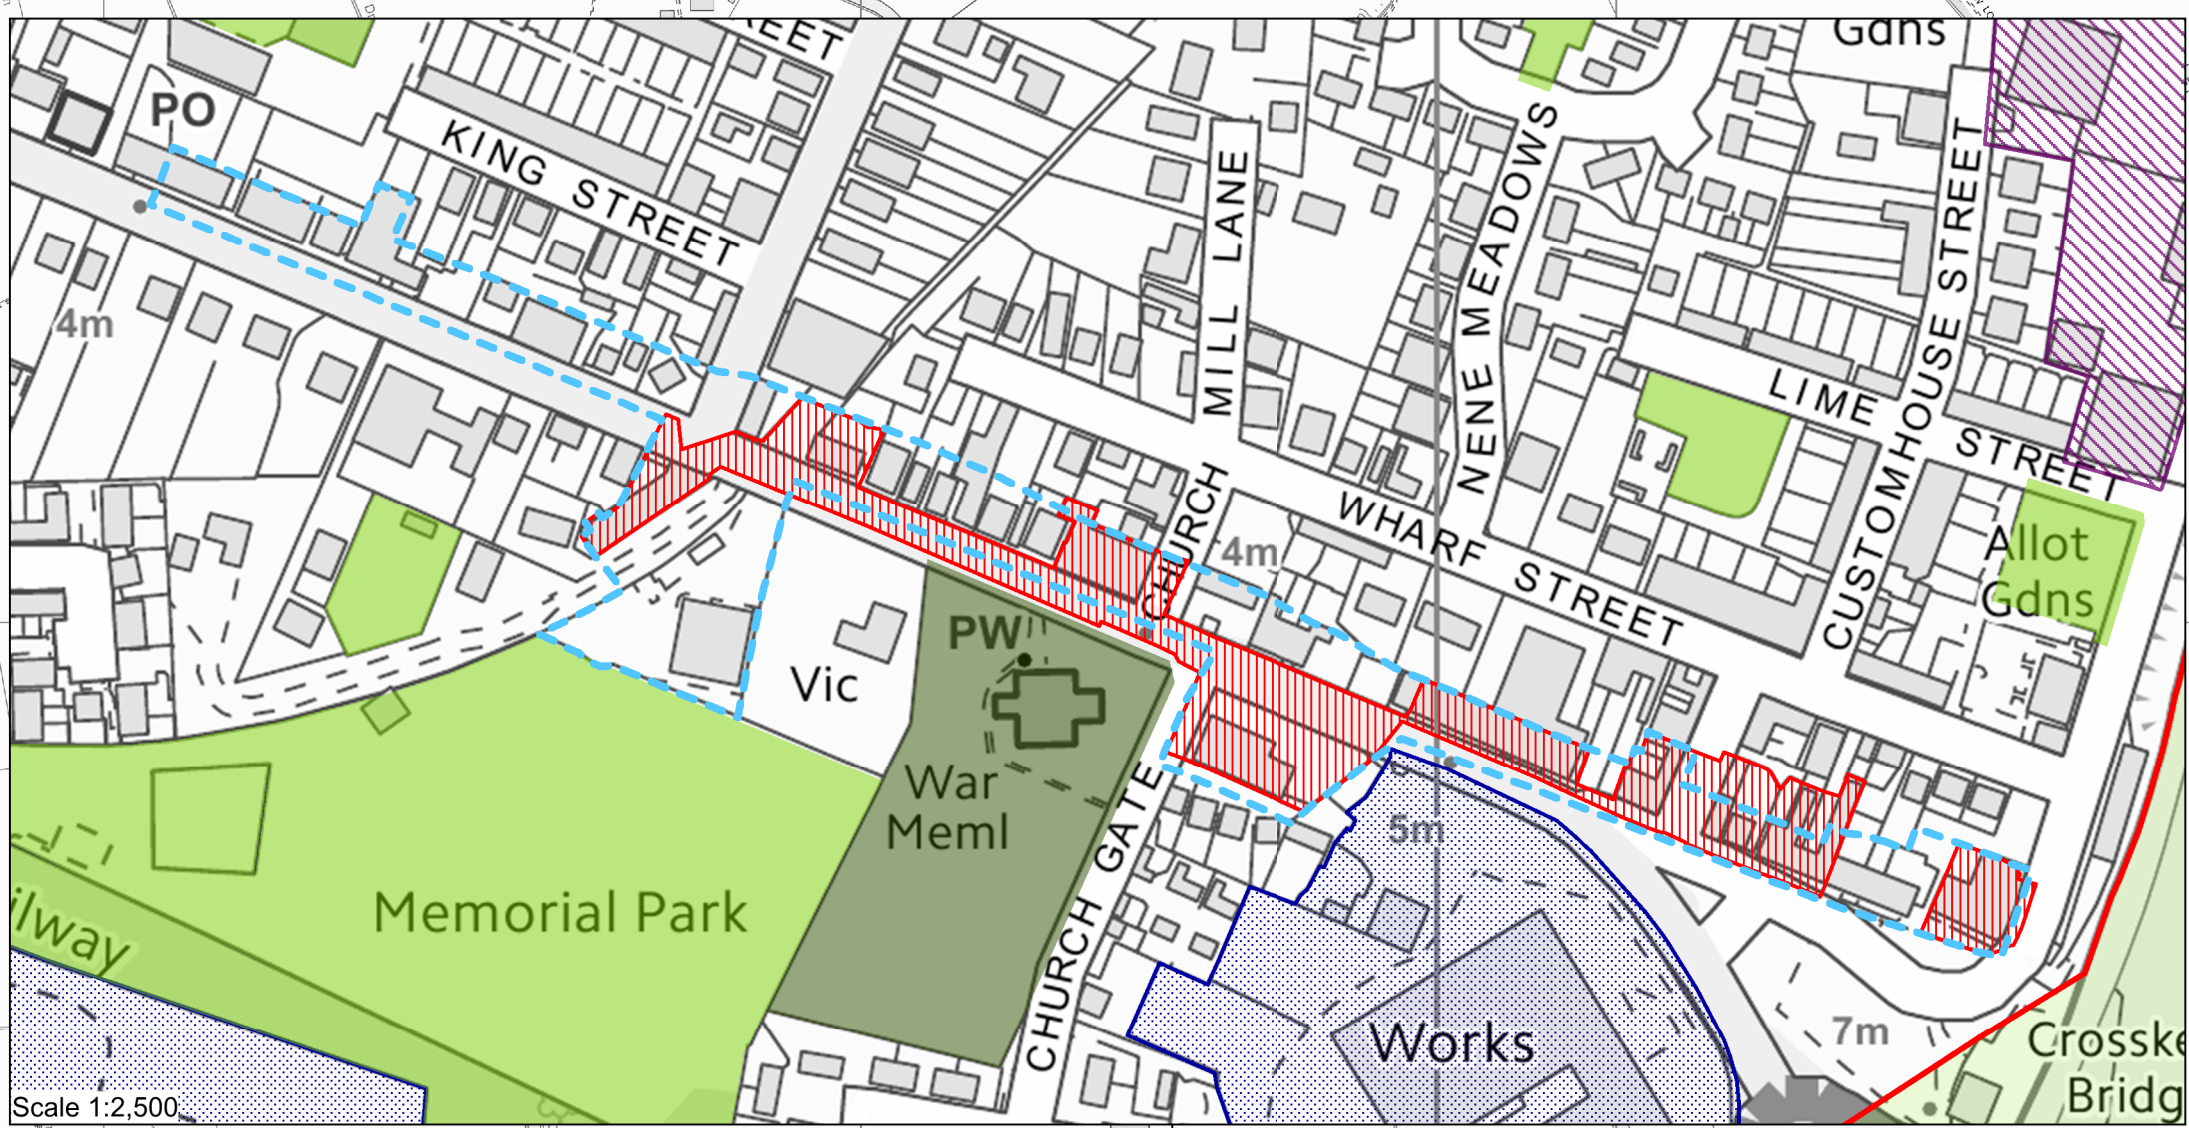 REET
Gdns
PO
KING STREET
MILL LANE
NENE MEADOWS
CUSTOMHOUSE STREET
4m
LIME STREET
CHURCH
4m
WHARF STREET
Allot
Gdns
PW
Vic
War
Meml
CHURCH GATE
5m
Memorial Park
ilway
Works
7m
Crosske
Bridg
Scale 1:2,500